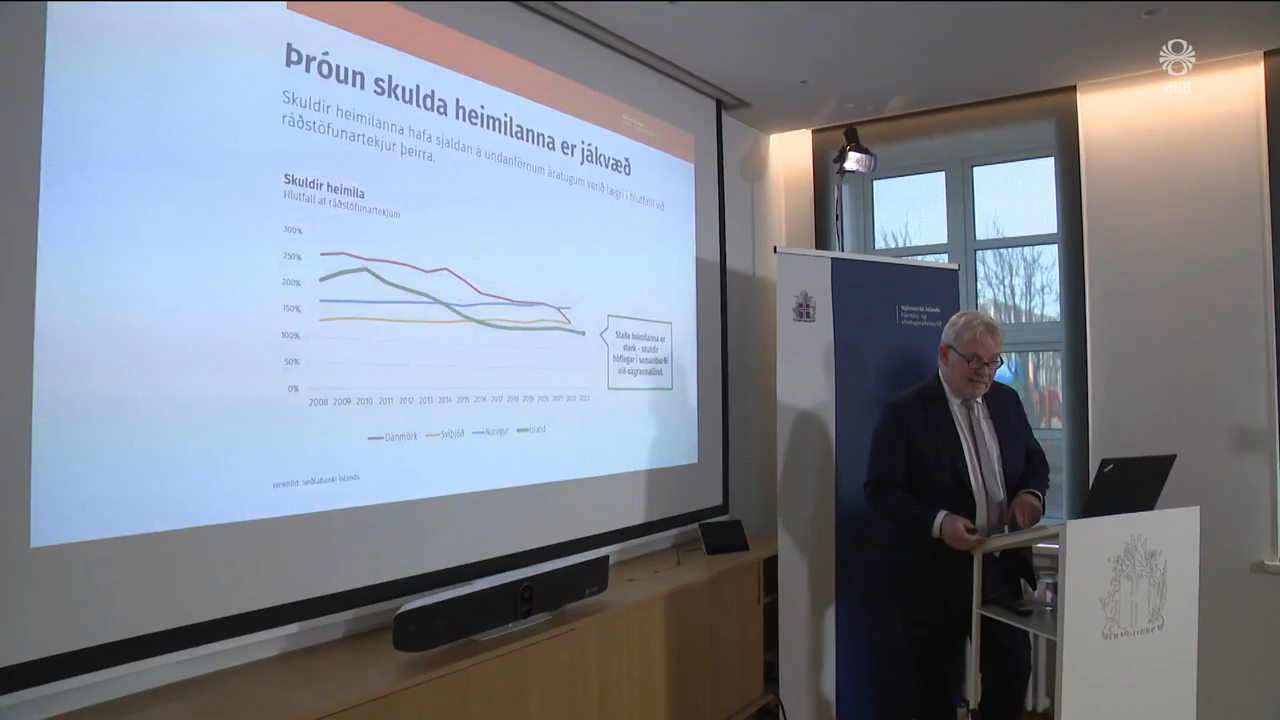 Þróun skulda heimilanna er jákvæð
Skuldir heimilanna hafa sjaldan á undanförnum áratugum verið lægri í hlutfalli við
ráðstöfunartekjur þeirra.
Skuldir heimila
Hlutfall af ráðstöfunartekjum
300%
250%
200%
150%
100%
50%
0%
2008 2009 2010 2011 2012 2013 2014 2015 2016 2017 2018 2019 2020 2021 2022 2023
Staða heimilanna er
sterk - skuldir
hóflegar í samanburði
við nágrannalönd.
Danmörk Svíþjóð Noregur Ísland
Heimild: Seðlabanki Íslands.
Stjórnarráð Íslands
Fjármála- og
efnahagsráðuneytið